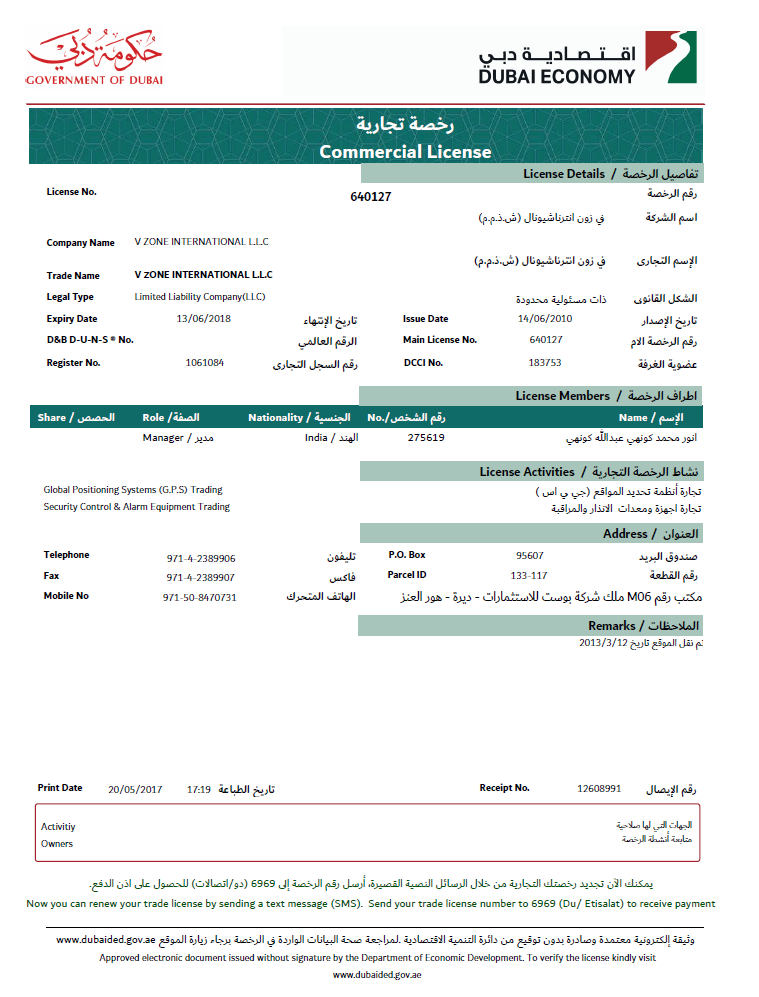 حكومة دبي
GOVERNMENT OF DUBAI
اقتصادية دبي
DUBAI ECONOMY
رخصة تجارية
Commercial License
License Details / تفاصيل الرخصة
License No. 640127 رقم الرخصة
في زون انترناشيونال (ش.ذ.م.م) اسم الشركة
Company Name V ZONE INTERNATIONAL L.L.C
في زون انترناشيونال (ش.ذ.م.م) الإسم التجارى
Trade Name V zONE INTERNATIONAL L.L.C
Legal Type Limited Liability Company(LLC) ذات مسئولية محدودة الشكل القانونى
Expiry Date 13/06/2018 تاريخ الإنتهاء Issue Date 14/06/2010 تاريخ الإصدار
D&B D-U-N-S ® No. الرقم العالمي Main License No. 640127 رقم الرخصة الام
Register No. 1061084 رقم السجل التجارى DCCI No. 183753 عضوية الغرفة
License Members / اطراف الرخصة
Share / الحصص Role / الصفة Nationality / الجنسية No./ رقم الشخص Name / الإسم
Manager / مدير India / الهند 275619 انور محمد كونهي عبدالله كونهي
License Activities / نشاط الرخصة التجارية
Global Positioning Systems (G.P.S) Trading تجارة أنظمة تحديد المواقع (جي بي اس )
Security Control & Alarm Equipment Trading تجارة اجهزة ومعدات الانذار والمراقبة
Address / العنوان
Telephone 971-4-2389906 تليفون P.O. Box 95607 صندوق البريد
Fax 971-4-2389907 فاكس Parcel ID 133-117 رقم القطعة
Mobile No 971-50-8470731 الهاتف المتحرك مكتب رقم M06 ملك شركة بوست للاستثمارات - ديرة - هور العنز
Remarks / الملاحظات
تم نقل الموقع تاريخ 2013/3/12
Print Date 20/05/2017 17:19 تاريخ الطباعة Receipt No. 12608991 رقم الإيصال
Activitiy الجهات التي لها صلاحية
Owners متابعة أنشطة الرخصة
يمكنك الآن تجديد رخصتك التجارية من خلال الرسائل النصية القصيرة، أرسل رقم الرخصة إلى 6969 (دو/اتصالات) للحصول على اذن الدفع.
Now you can renew your trade license by sending a text message (SMS). Send your trade license number to 6969 (Du/ Etisalat) to receive payment
وثيقة إلكترونية معتمدة وصادرة بدون توقيع من دائرة التنمية الاقتصادية .لمراجعة صحة البيانات الواردة في الرخصة برجاء زيارة الموقع www.dubaided.gov.ae
Approved electronic document issued without signature by the Department of Economic Development. To verify the license kindly visit
www.dubaided.gov.ae